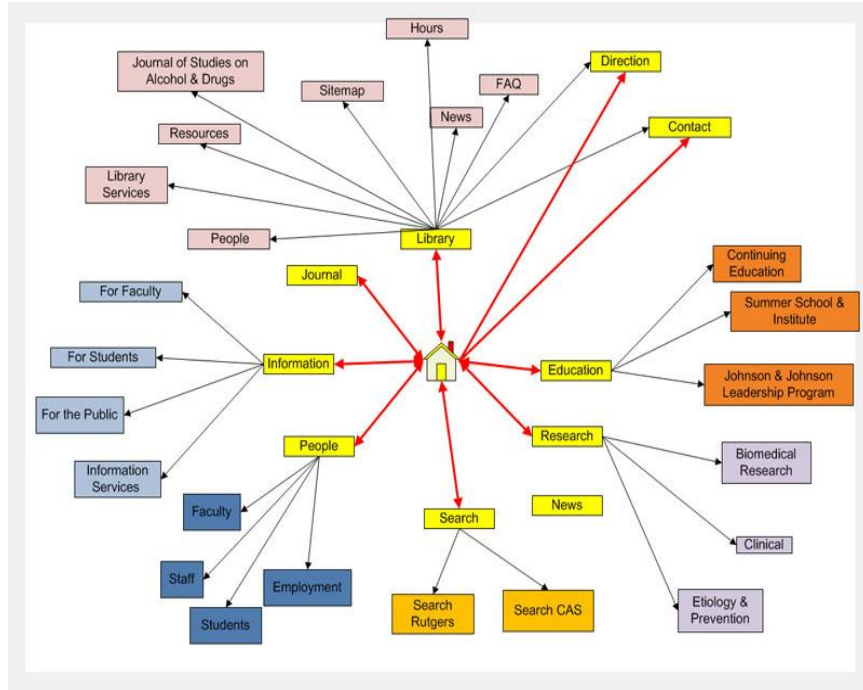 Hours
Journal of Studies on
Alcohol & Drugs
Direction
Sitemap
FAQ
News
Contact
Resources
Library
Services
People
Library
Journal
Continuing
Education
For Faculty
Summer School &
Institute
For Students
Information
Education
Johnson & Johnson
Leadership Program
For the Public
People
Research
Biomedical
Research
Information
Services
Faculty
Search
News
Clinical
Staff
Employment
Students
Search
Rutgers
Search CAS
Etiology &
Prevention